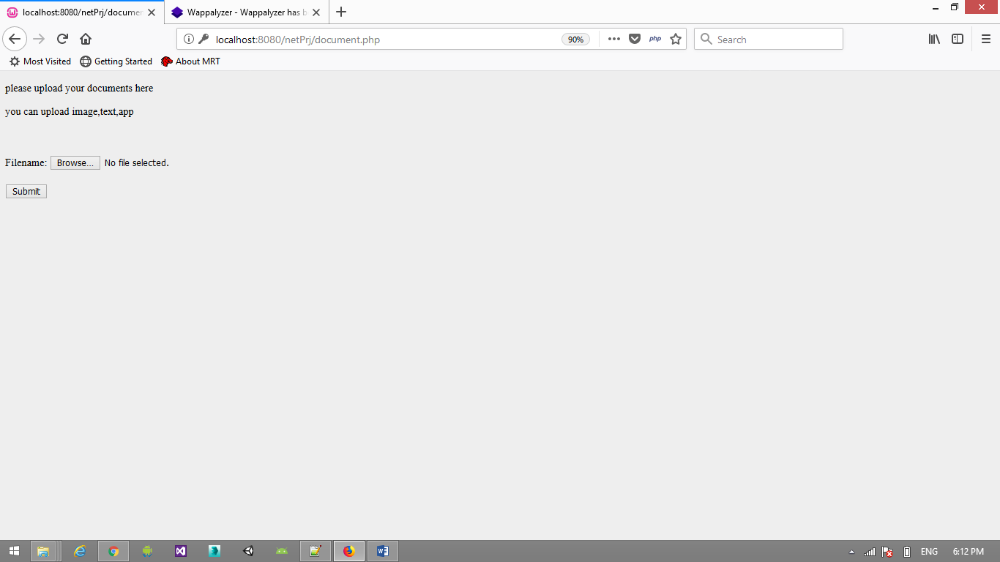 localhost:8080/netPrj/documen
Wappalyzer - Wappalyzer has b
localhost:8080/netPrj/document.php
90%
php
Search
Most Visited
Getting Started
About MRT
please upload your documents here
you can upload image,text,app
Filename: Browse... No file selected.
Submit
ENG
6:12 PM